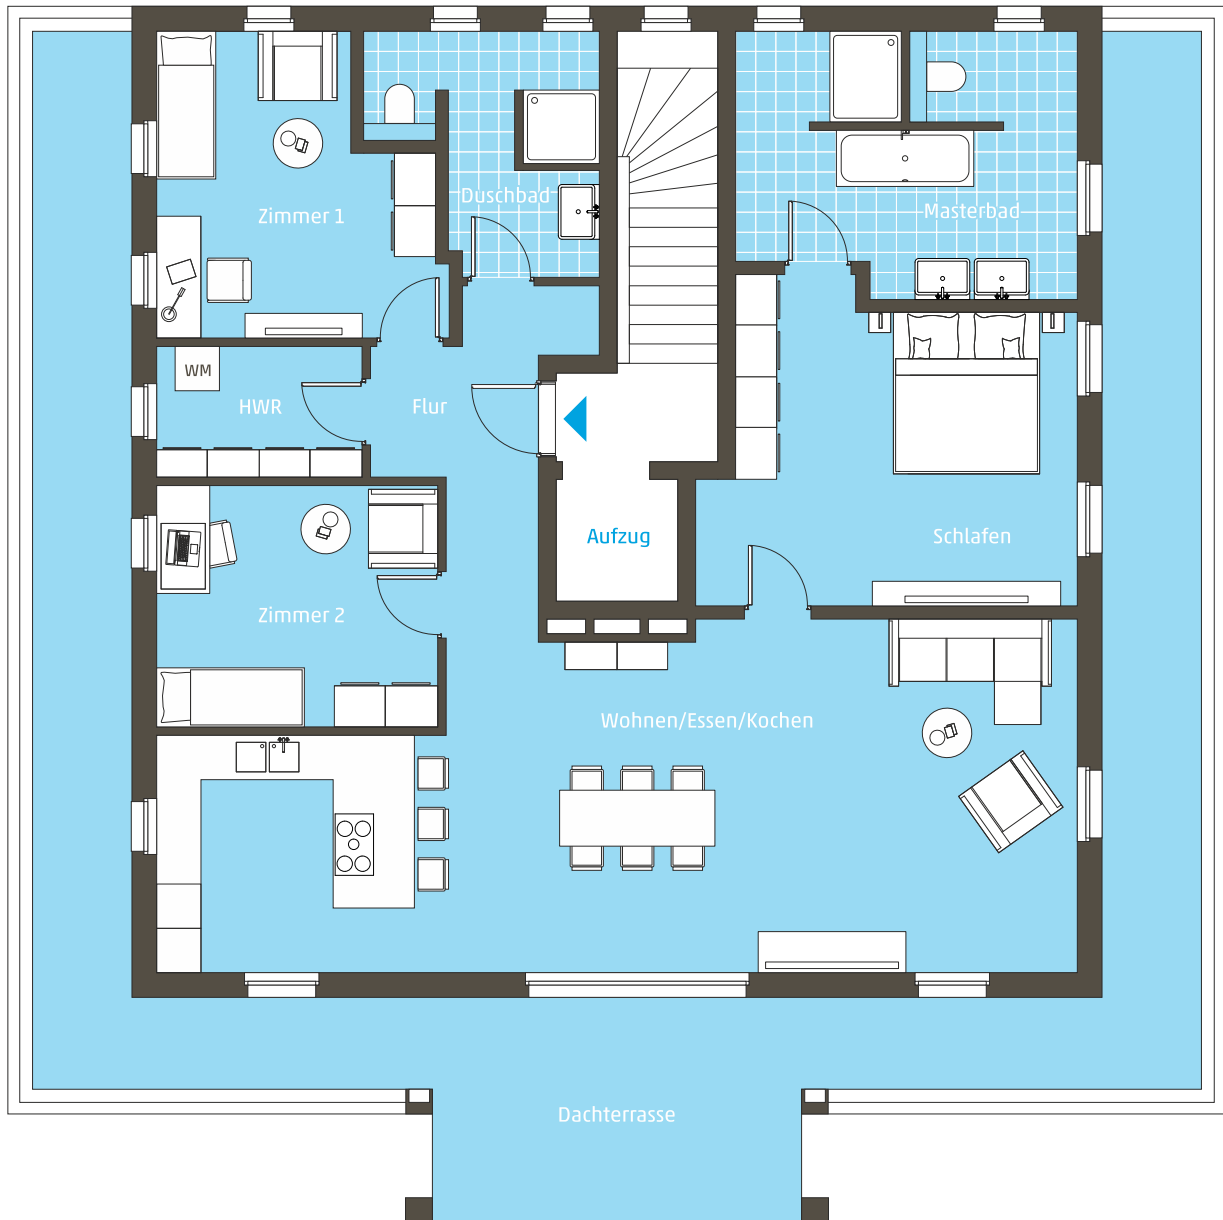 Duschbad
Zimmer 1
Masterbad
WM
HWR
Flur
Aufzug
Schlafen
Zimmer 2
Wohnen/Essen/Kochen
Dachterrasse